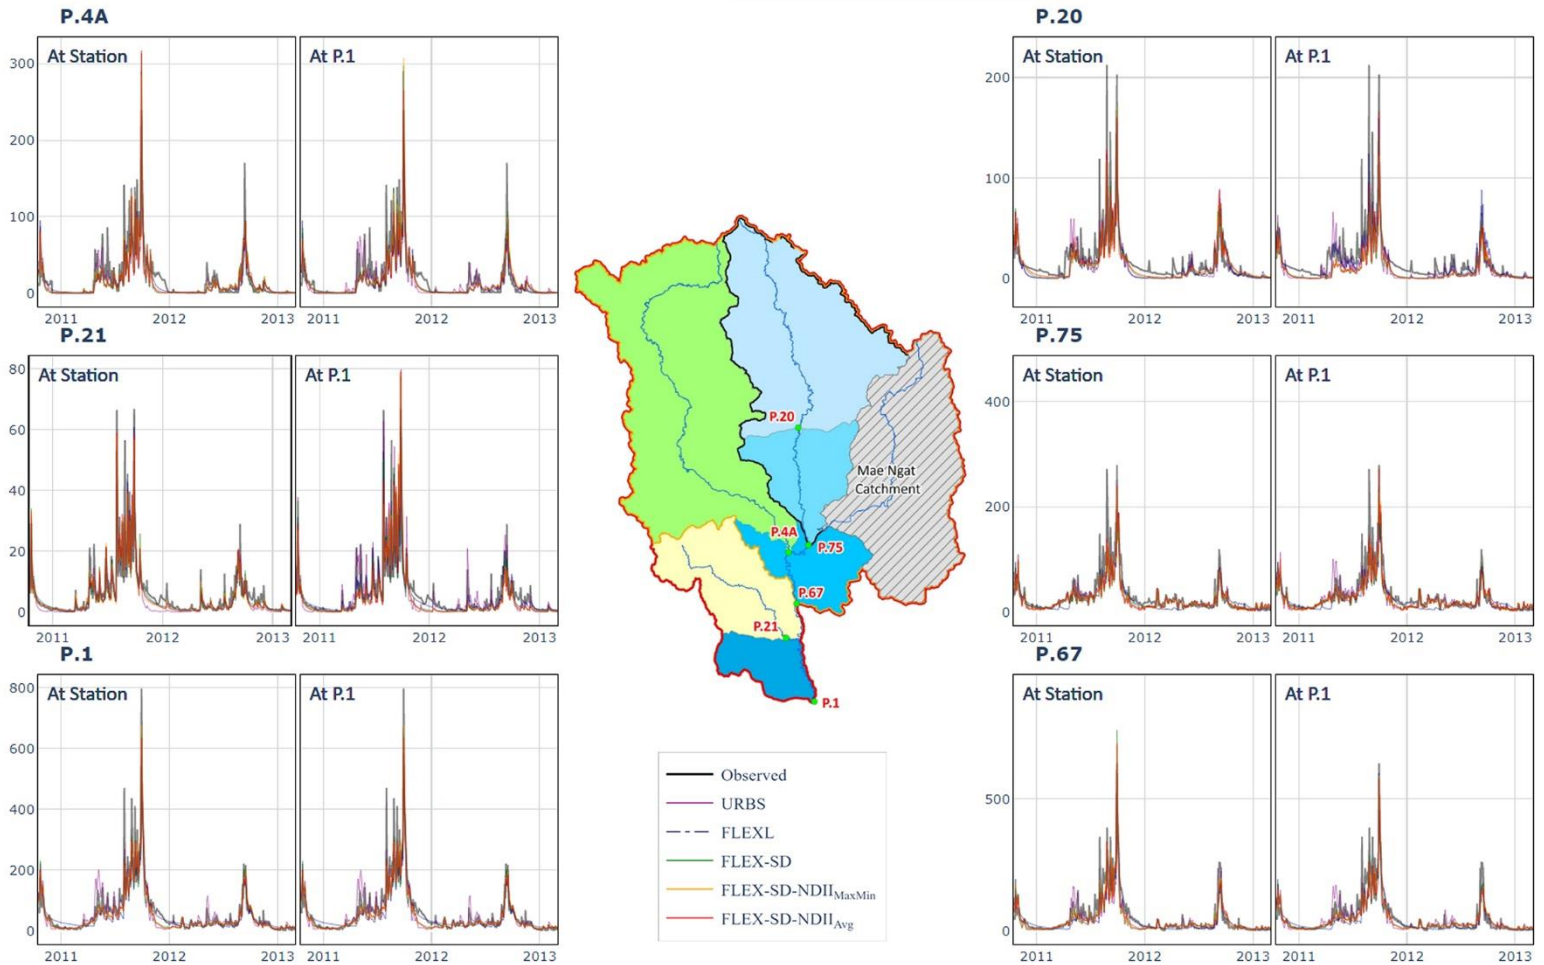 P.4A
At Station
At P.1
300
200
100
0
2011
2012
2013
2011
2012
2013
P.21
At Station
At P.1
80
60
40
20
0
2011
2012
2013
2011
2012
2013
P.1
At Station
At P.1
800
600
400
200
0
2011
2012
2013
2011
2012
2013
P.20
Mae Ngat
Catchment
P.4A
P.75
P.67
P.21
P.1
Observed
URBS
FLEXL
FLEX-SD
FLEX-SD-NDIIMaxMin
FLEX-SD-NDIIAvg
P.20
At Station
At P.1
200
100
0
2011
2012
2013
2011
2012
2013
P.75
At Station
At P.1
400
200
0
2011
2012
2013
2011
2012
2013
P.67
At Station
At P.1
500
0
2011
2012
2013
2011
2012
2013